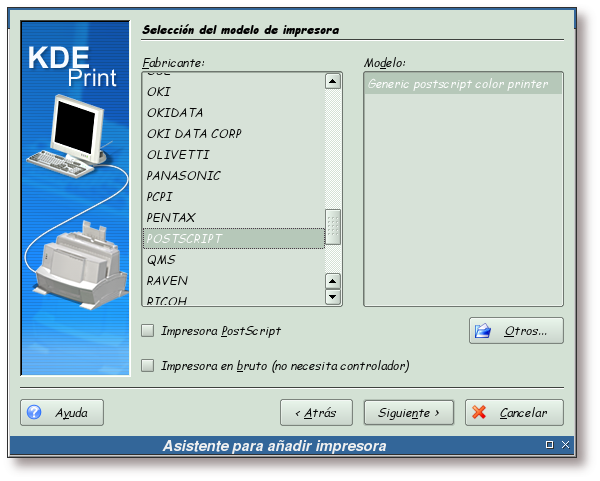 Selección del modelo de impresora
KDE
Print
Fabricante:
Modelo:
OKI
OKIDATA
OKI DATA CORP
OLIVETTI
PANASONIC
PCPI
PENTAX
POSTSCRIPT
QMS
RAVEN
RICOH
Generic postscript color printer
Impresora PostScript
Otros...
Impresora en bruto (no necesita controlador)
Ayuda
< Atrás
Siguiente >
Cancelar
Asistente para añadir impresora